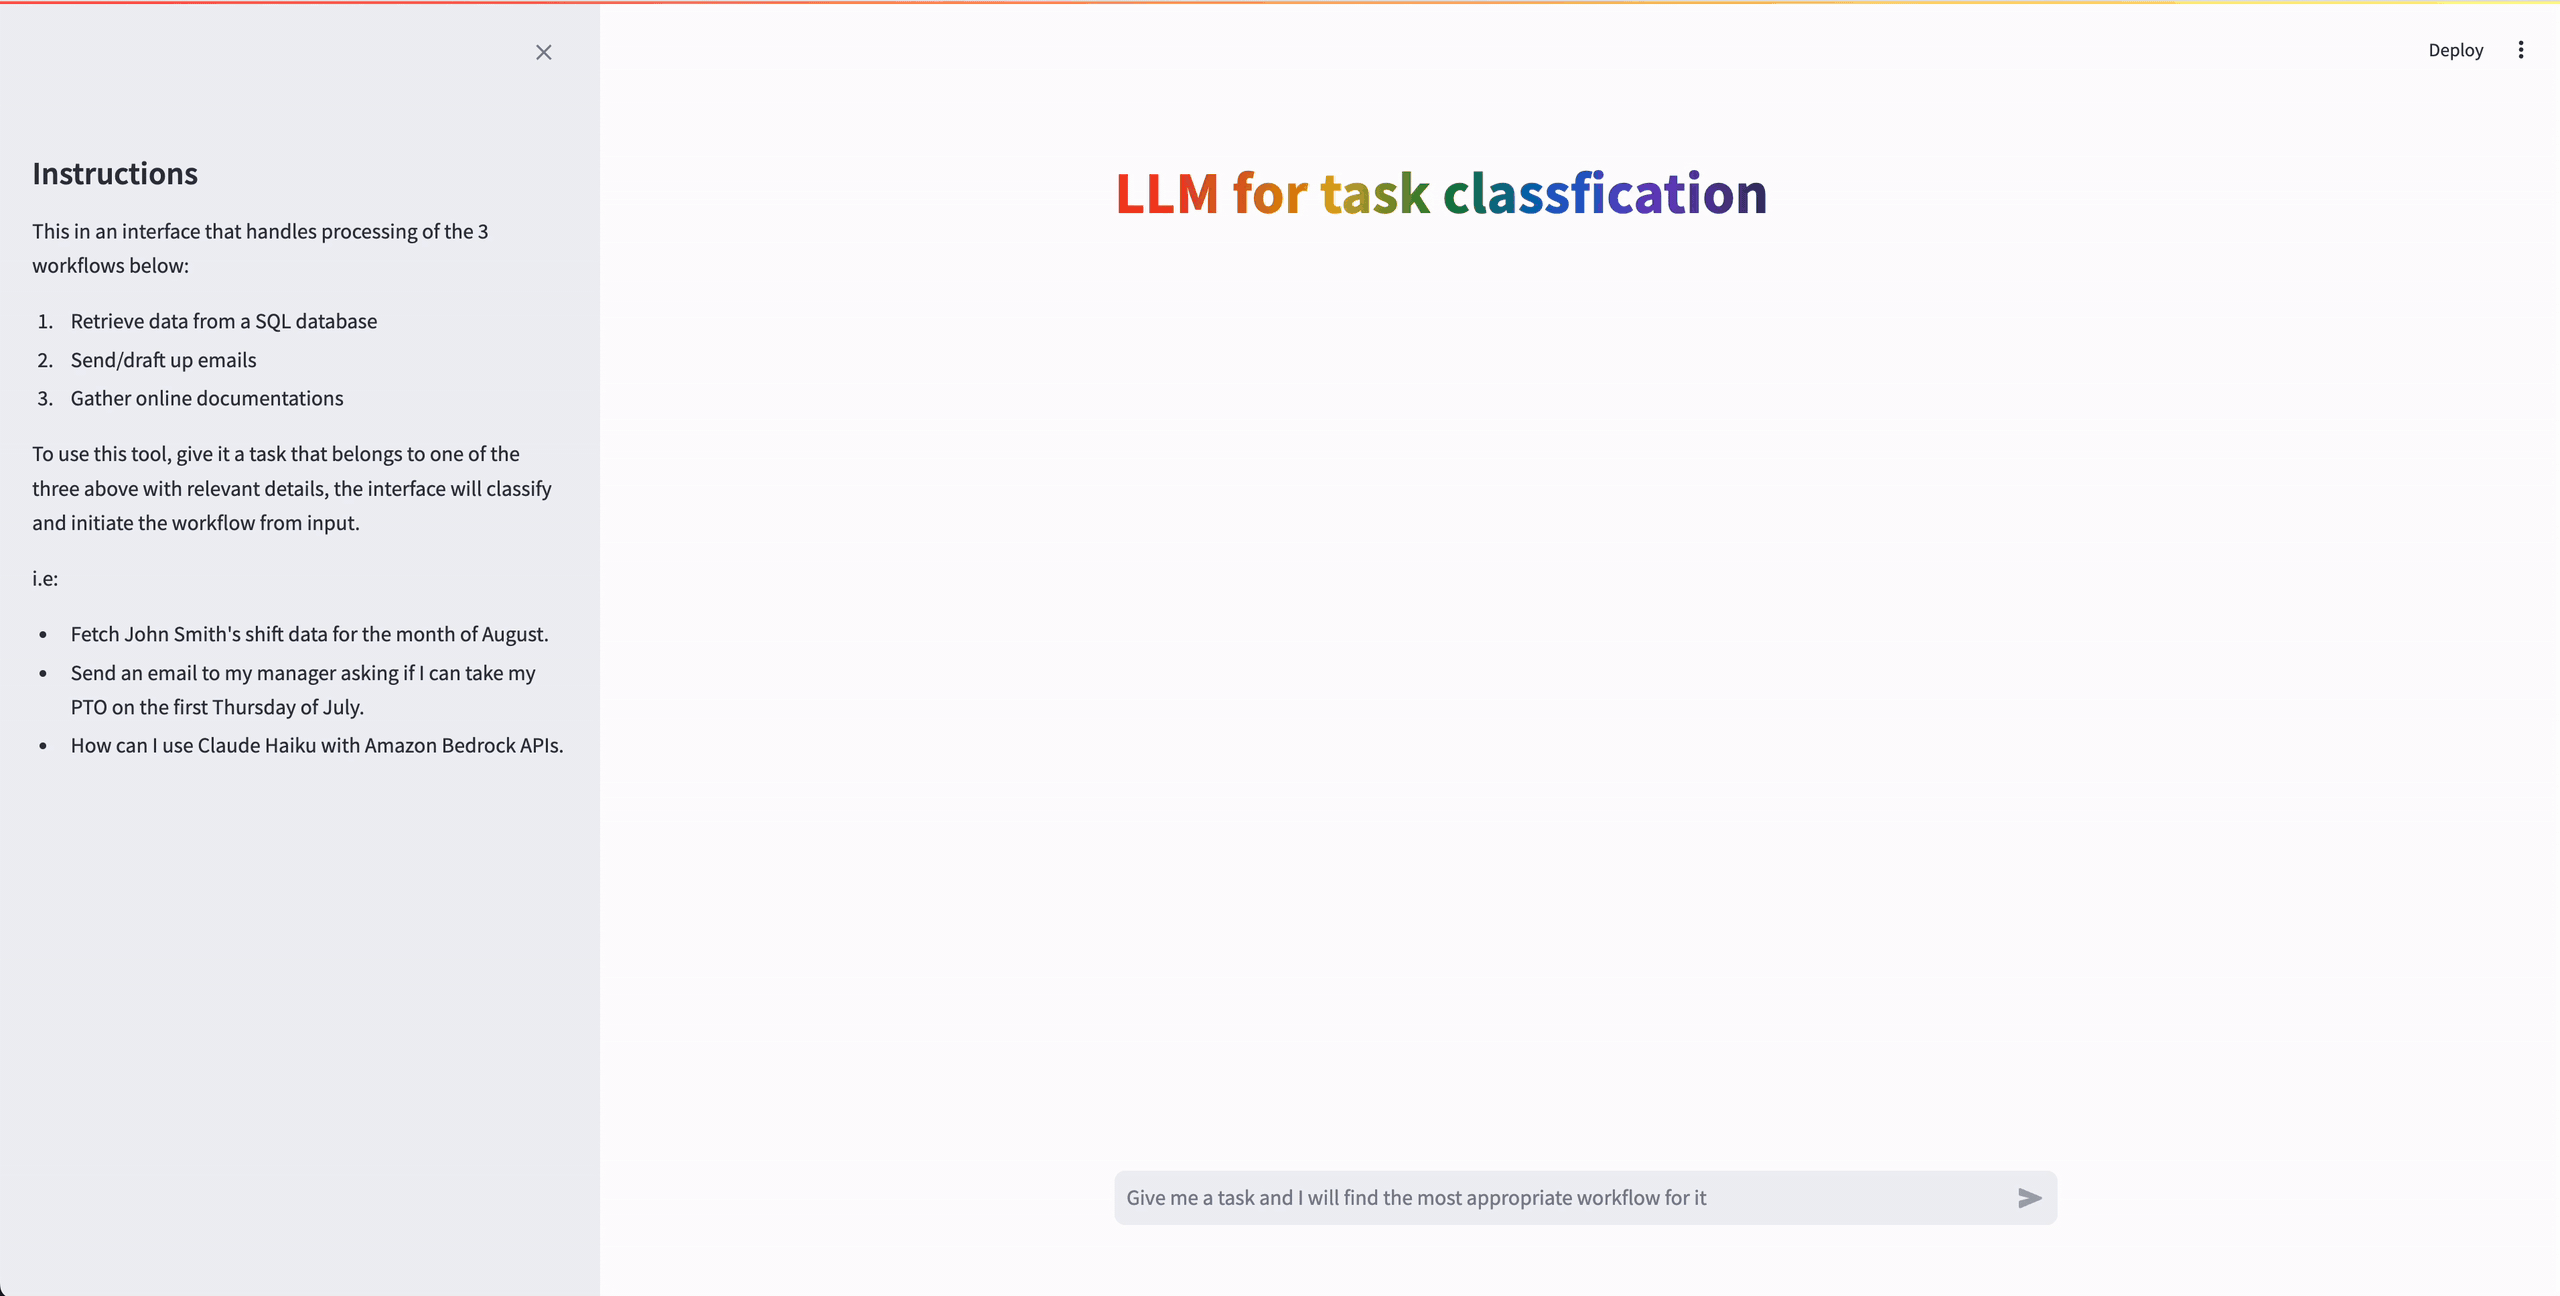 Deploy
Instructions
This in an interface that handles processing of the 3
workflows below:
1. Retrieve data from a SQL database
2. Send/draft up emails
3. Gather online documentations
To use this tool, give it a task that belongs to one of the
three above with relevant details, the interface will classify
and initiate the workflow from input.
i.e:
• Fetch John Smith's shift data for the month of August.
• Send an email to my manager asking if I can take my
PTO on the first Thursday of July.
• How can I use Claude Haiku with Amazon Bedrock APIs.
LLM for task classfication
Give me a task and I will find the most appropriate workflow for it